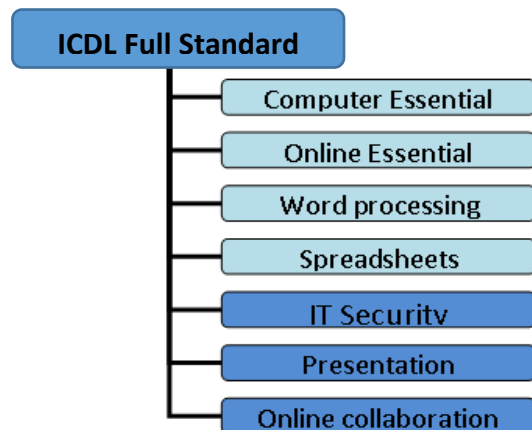 ICDL Full Standard
Computer Essential
Online Essential
Word processing
Spreadsheets
IT Security
Presentation
Online collaboration